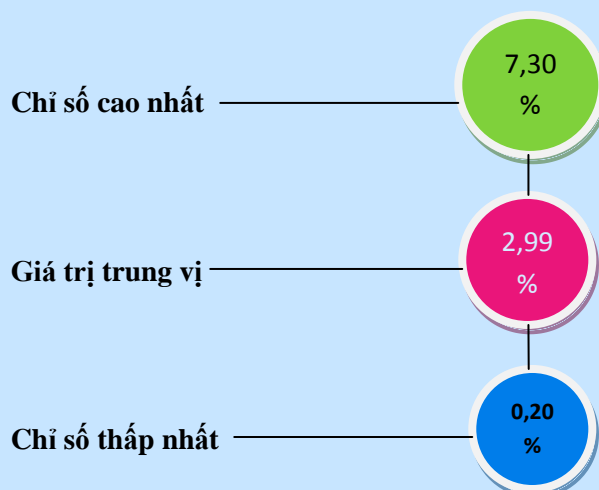 7,30
%
Chỉ số cao nhất
2,99
%
Giá trị trung vị
0,20
%
Chỉ số thấp nhất